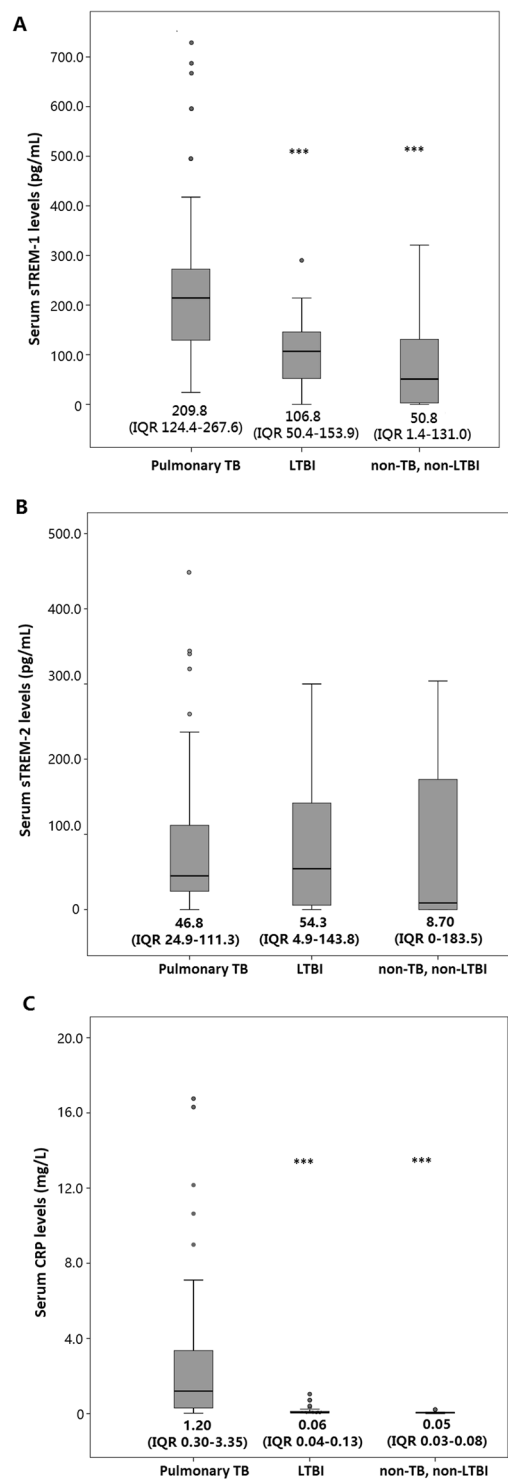 A
Serum sTREM-1 levels (pg/mL)
700.0
600.0
500.0
400.0
300.0
200.0
100.0
0
*** ***
209.8 106.8 50.8
(IQR 124.4-267.6) (IQR 50.4-153.9) (IQR 1.4-131.0)
Pulmonary TB LTBI non-TB, non-LTBI
B
Serum sTREM-2 levels (pg/mL)
500.0
400.0
300.0
200.0
100.0
0
46.8 54.3 8.70
(IQR 24.9-111.3) (IQR 4.9-143.8) (IQR 0-183.5)
Pulmonary TB LTBI non-TB, non-LTBI
C
Serum CRP levels (mg/L)
20.0
16.0
12.0
8.0
4.0
0
*** ***
1.20 0.06 0.05
(IQR 0.30-3.35) (IQR 0.04-0.13) (IQR 0.03-0.08)
Pulmonary TB LTBI non-TB, non-LTBI